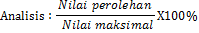 Analisis : Nilai perolehan / Nilai maksimal X100%